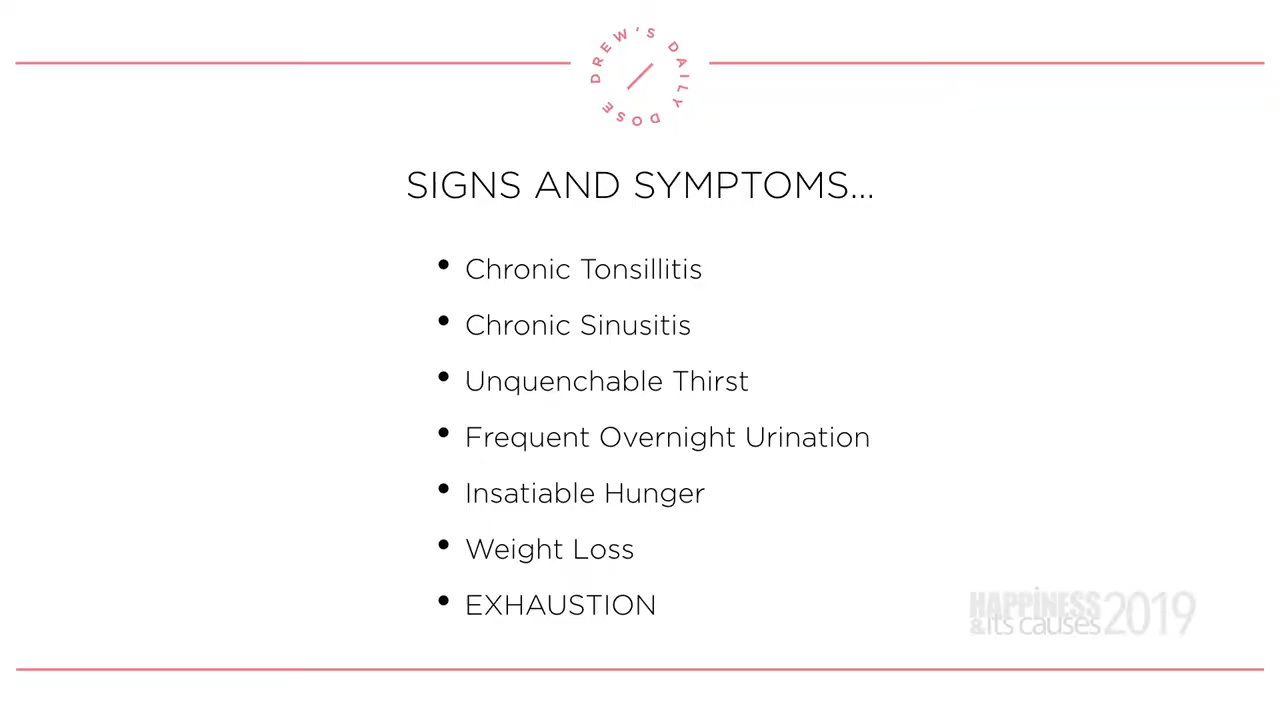 DREW'S DAILY DOSE
SIGNS AND SYMPTOMS...
• Chronic Tonsillitis
• Chronic Sinusitis
• Unquenchable Thirst
• Frequent Overnight Urination
• Insatiable Hunger
• Weight Loss
• EXHAUSTION
HAPPINESS
&its causes 2019